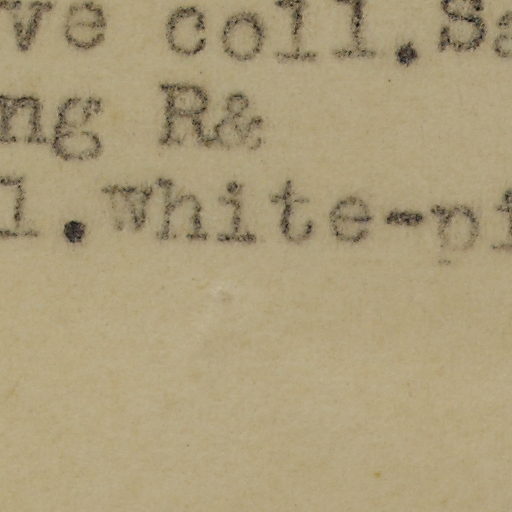 ve coll.Sa
ng R&
l.White-pi